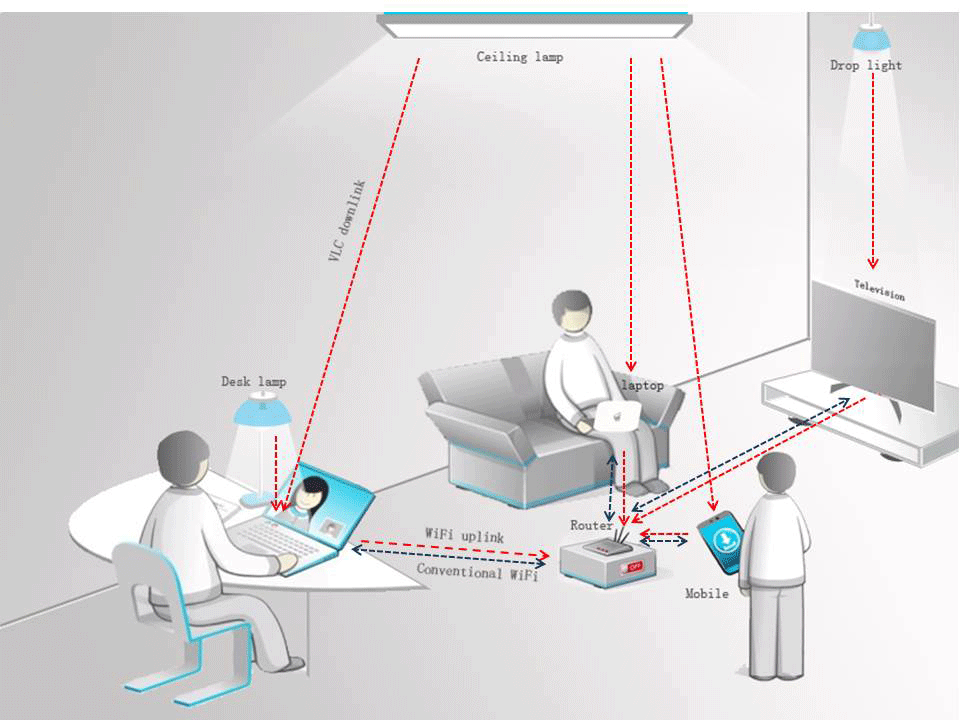 Ceiling lamp
Drop light
VLC downlink
Television
Desk lamp
laptop
Router
WiFi uplink
OFF
Conventional WiFi
Mobile